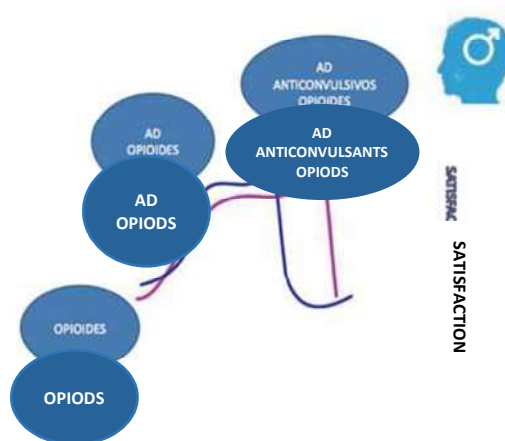 AD
ANTICONVULSIVOS
OPIOIDES
AD
ANTICONVULSANTS
OPIODS
AD
OPIOIDES
AD
OPIODS
SATISFAC
SATISFACTION
OPIOIDES
OPIODS